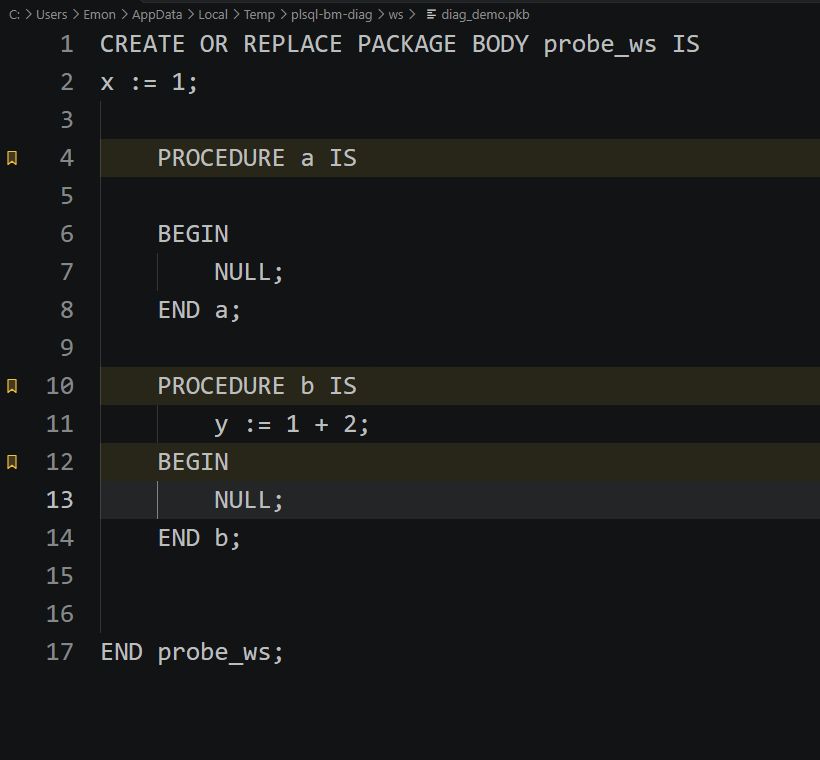 C: > Users > Emon > AppData > Local > Temp > plsql-bm-diag > ws > diag_demo.pkb
1 CREATE OR REPLACE PACKAGE BODY probe_ws IS
2 x := 1;
3
4 PROCEDURE a IS
5
6 BEGIN
7 NULL;
8 END a;
9
10 PROCEDURE b IS
11 y := 1 + 2;
12 BEGIN
13 NULL;
14 END b;
15
16
17 END probe_ws;